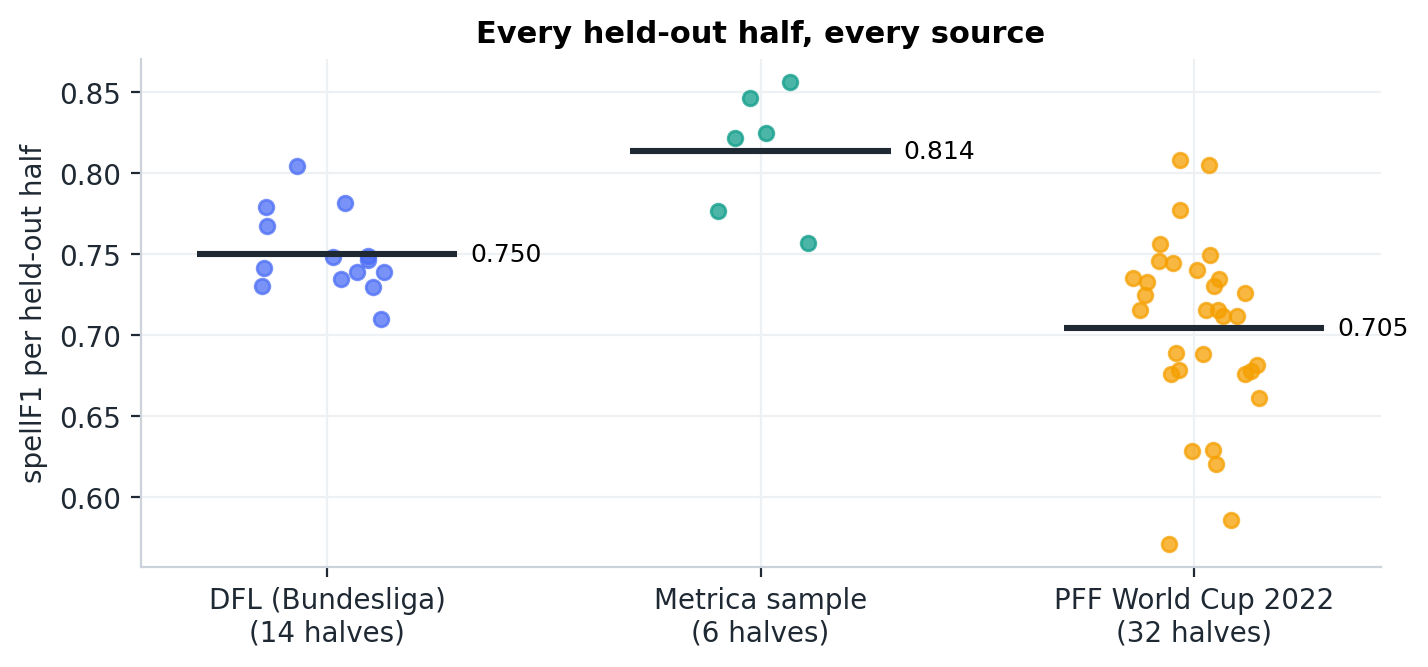 Every held-out half, every source
spellF1 per held-out half
0.85
0.80
0.75
0.70
0.65
0.60
0.750
0.814
0.705
DFL (Bundesliga)
(14 halves)
Metrica sample
(6 halves)
PFF World Cup 2022
(32 halves)